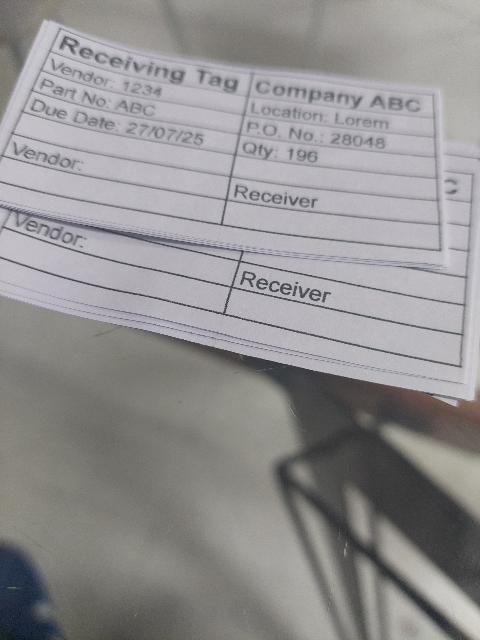 Receiving Tag Company ABC
Vendor: 1234 Location: Lorem
Part No: ABC P.O. No.: 28048
Due Date: 27/07/25 Qty: 196
Vendor:
Receiver
C
Vendor:
Receiver